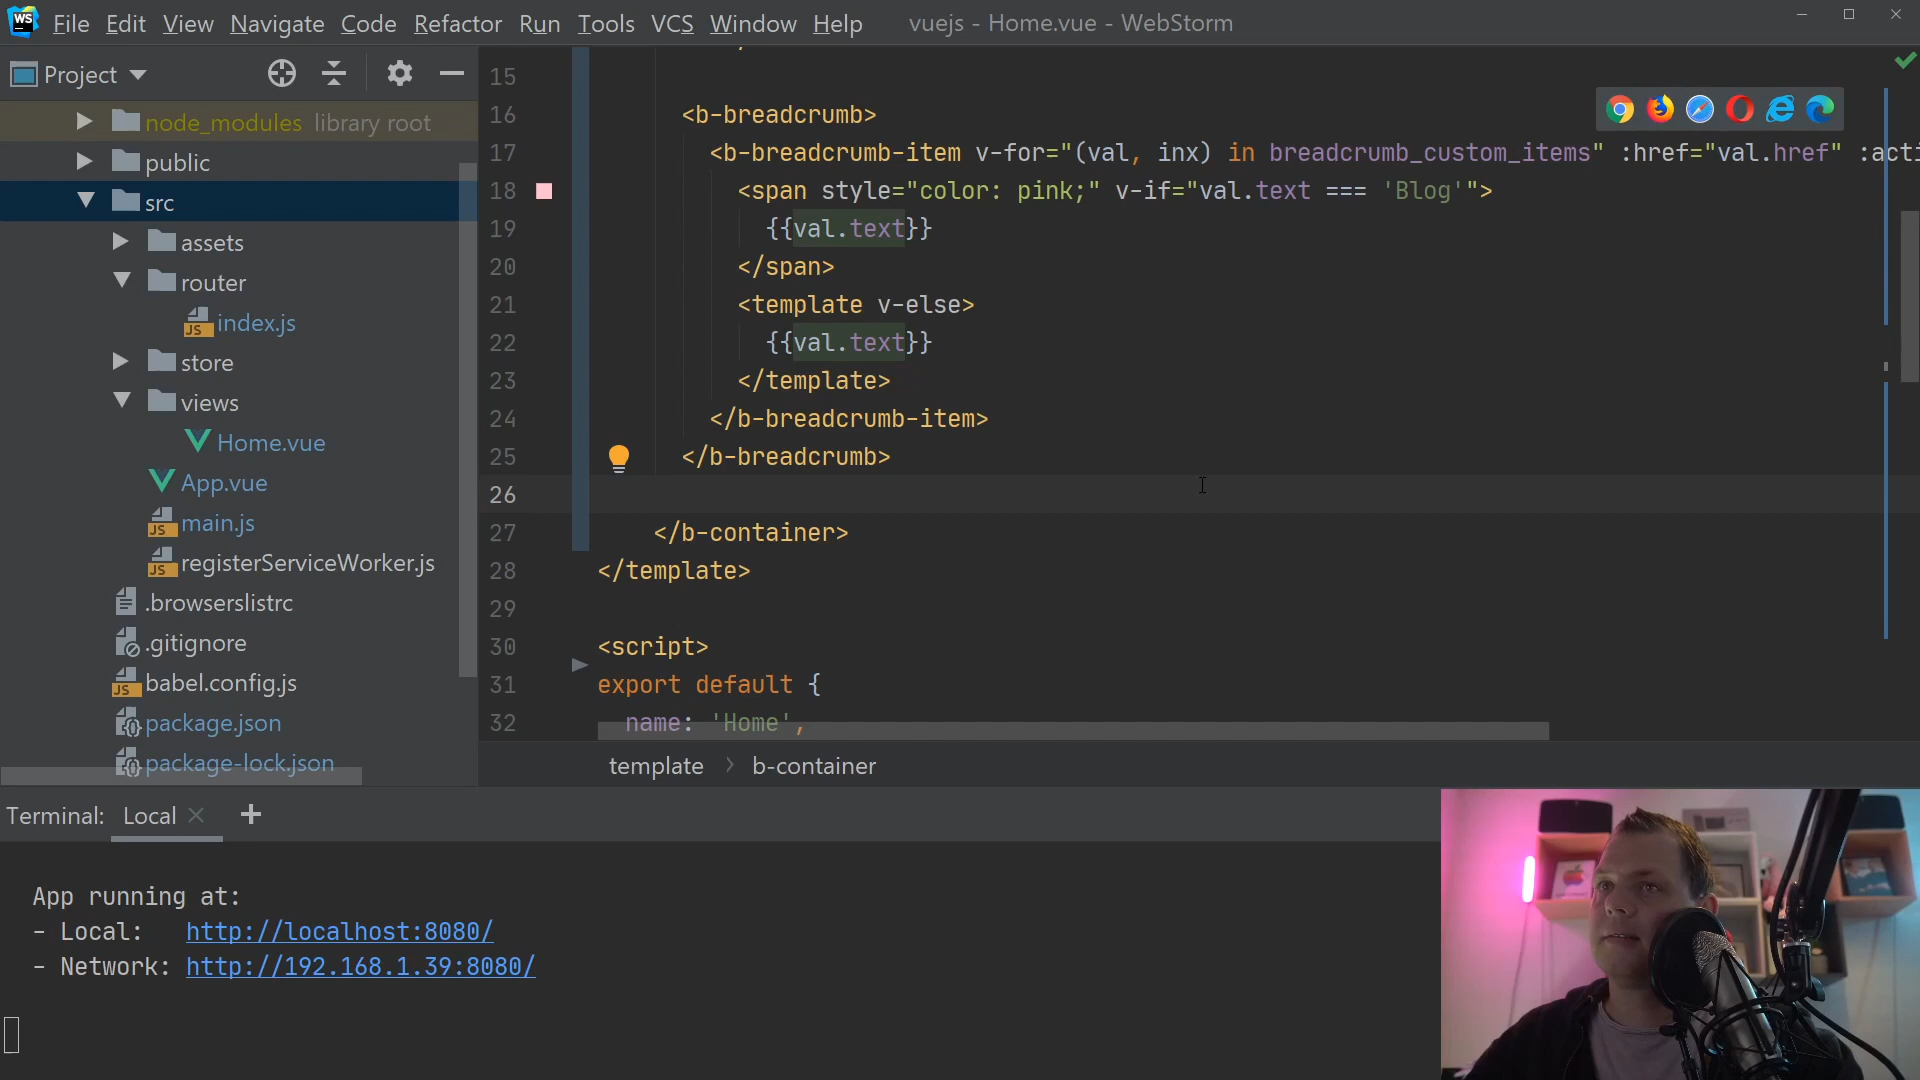 WS File Edit View Navigate Code Refactor Run Tools VCS Window Help vuejs - Home.vue - WebStorm
Project
node_modules library root
public
src
assets
router
JS index.js
store
views
Home.vue
App.vue
JS main.js
JS registerServiceWorker.js
.browserslistrc
.gitignore
JS babel.config.js
package.json
package-lock.json
15
16 <b-breadcrumb>
17 <b-breadcrumb-item v-for="(val, inx) in breadcrumb_custom_items" :href="val.href" :acti
18 <span style="color: pink;" v-if="val.text === 'Blog'">
19 {{val.text}}
20 </span>
21 <template v-else>
22 {{val.text}}
23 </template>
24 </b-breadcrumb-item>
25 </b-breadcrumb>
26
27 </b-container>
28 </template>
29
30 <script>
31 export default {
32 name: 'Home',
template b-container
Terminal: Local
App running at:
- Local: http://localhost:8080/
- Network: http://192.168.1.39:8080/